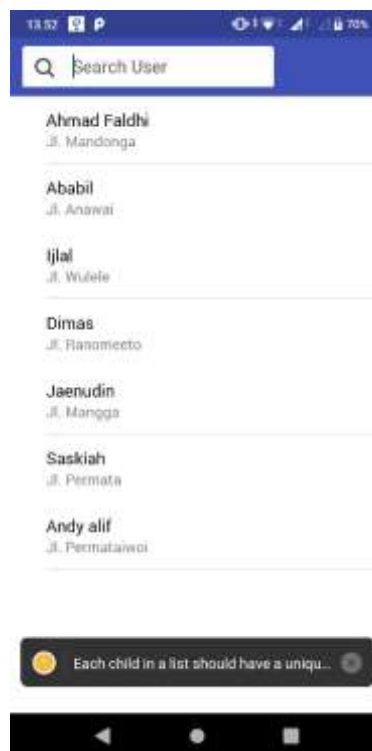 13.52
70%
Search User
Ahmad Faldhi
Jl. Mandonga
Ababil
Jl. Anawai
Ijlal
Jl. Wulele
Dimas
Jl. Ranomeeto
Jaenudin
Jl. Mangga
Saskiah
Jl. Permata
Andy alif
Jl. Permataiwoi
Each child in a list should have a uniqu...